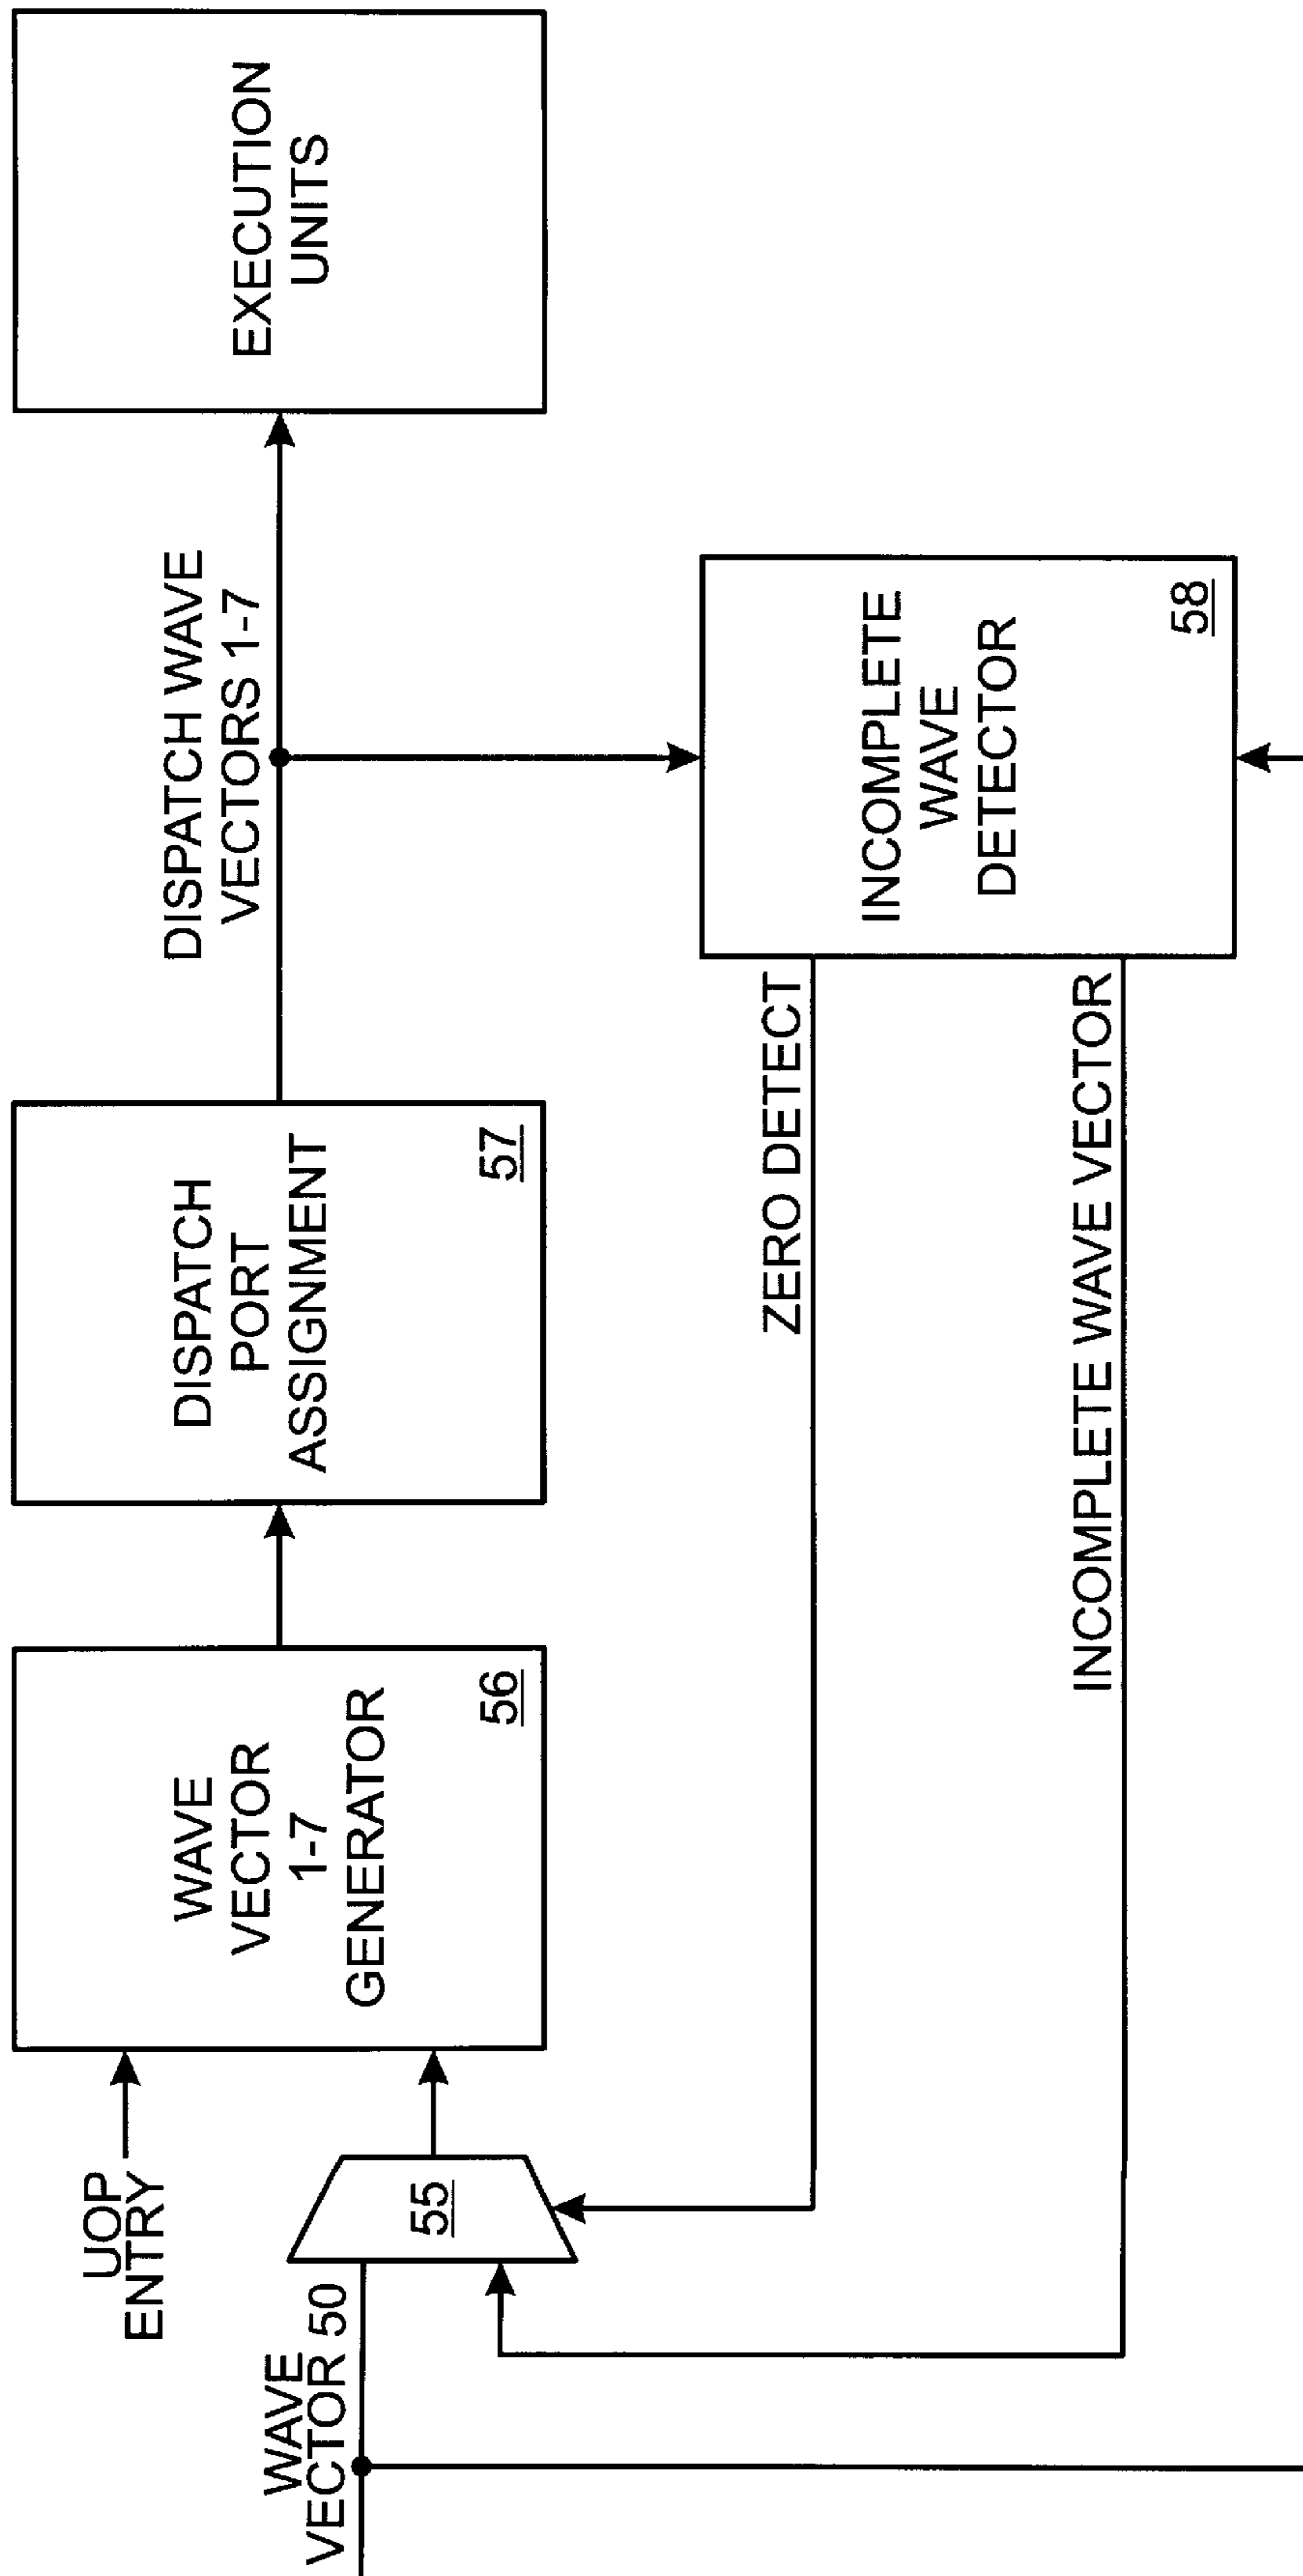 WAVE
VECTOR 50
UOP
ENTRY
55
WAVE
VECTOR
1-7
GENERATOR
56
DISPATCH
PORT
ASSIGNMENT
57
DISPATCH WAVE
VECTORS 1-7
EXECUTION
UNITS
ZERO DETECT
INCOMPLETE WAVE VECTOR
INCOMPLETE
WAVE
DETECTOR
58